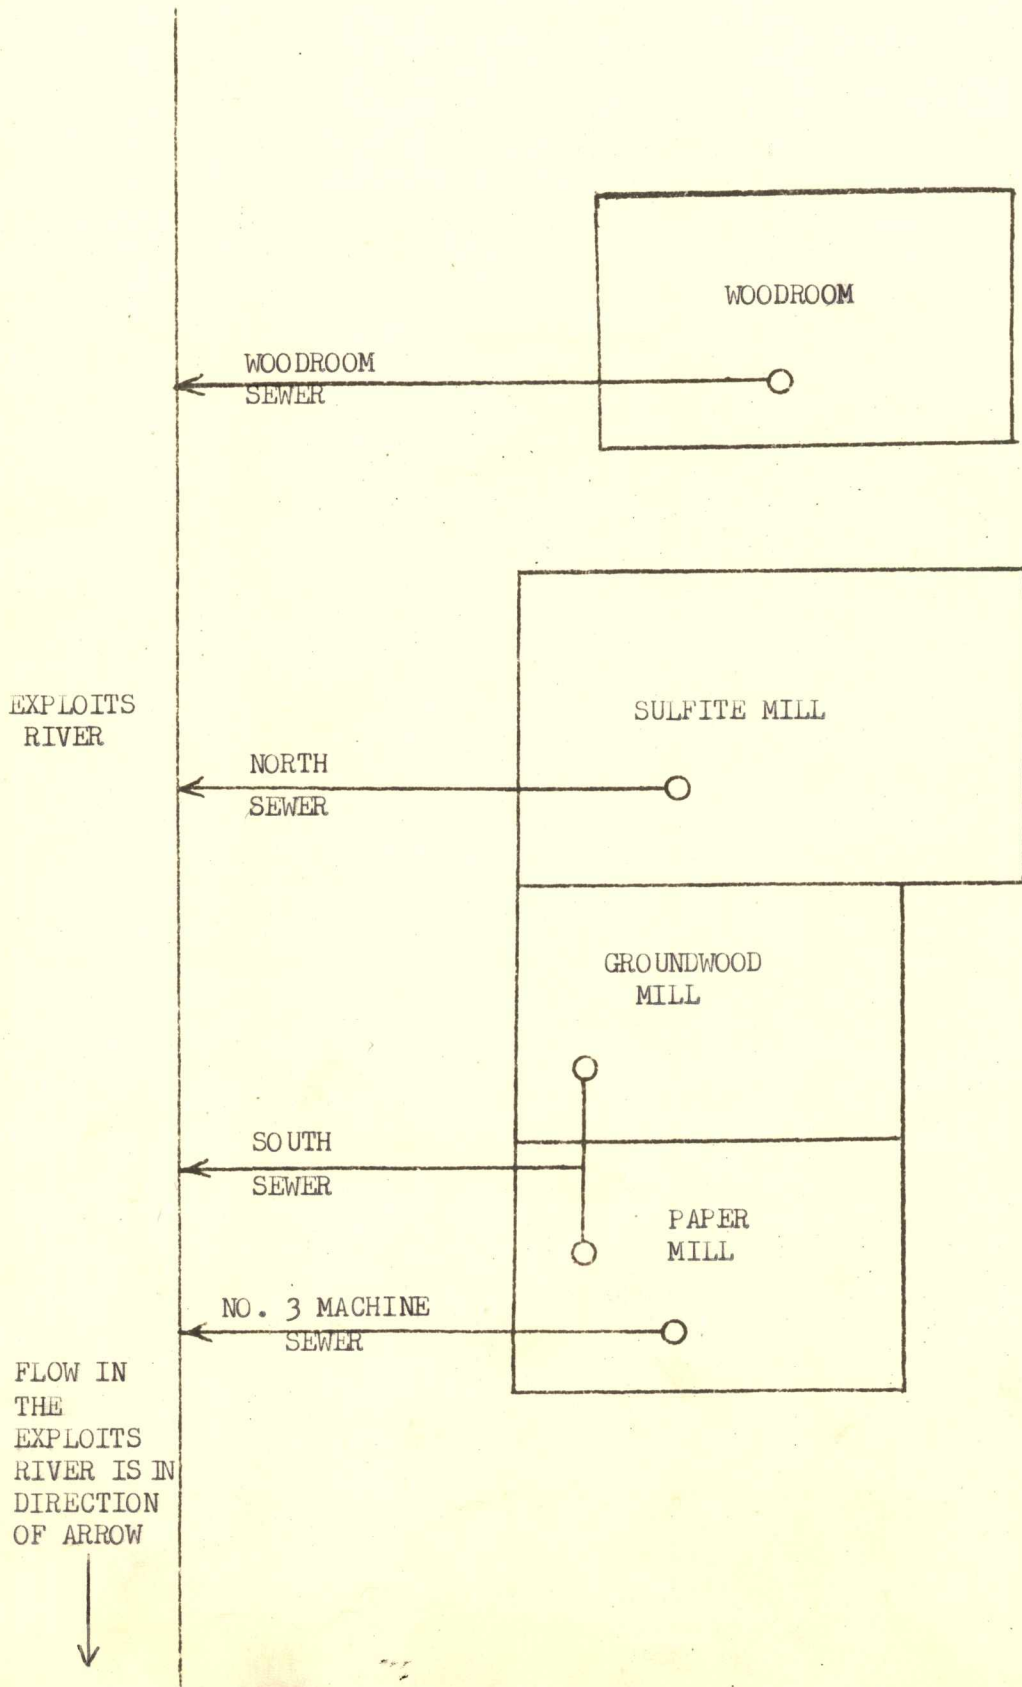 WOODROOM
WOODROOM
SEWER
EXPLOITS
RIVER
SULFITE MILL
NORTH
SEWER
GROUNDWOOD
MILL
SOUTH
SEWER
PAPER
MILL
NO. 3 MACHINE
SEWER
FLOW IN
THE
EXPLOITS
RIVER IS IN
DIRECTION
OF ARROW